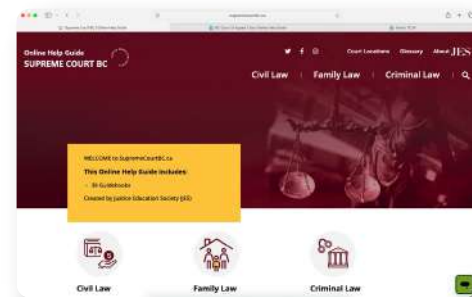 Online Help Guide
SUPREME COURT BC
Court Locations Glossary About JES
Civil Law Family Law Criminal Law
WELCOME to SupremeCourtBC.ca
This Online Help Guide includes:
Guidebooks
Created by Justice Education Society (JES)
Civil Law Family Law Criminal Law